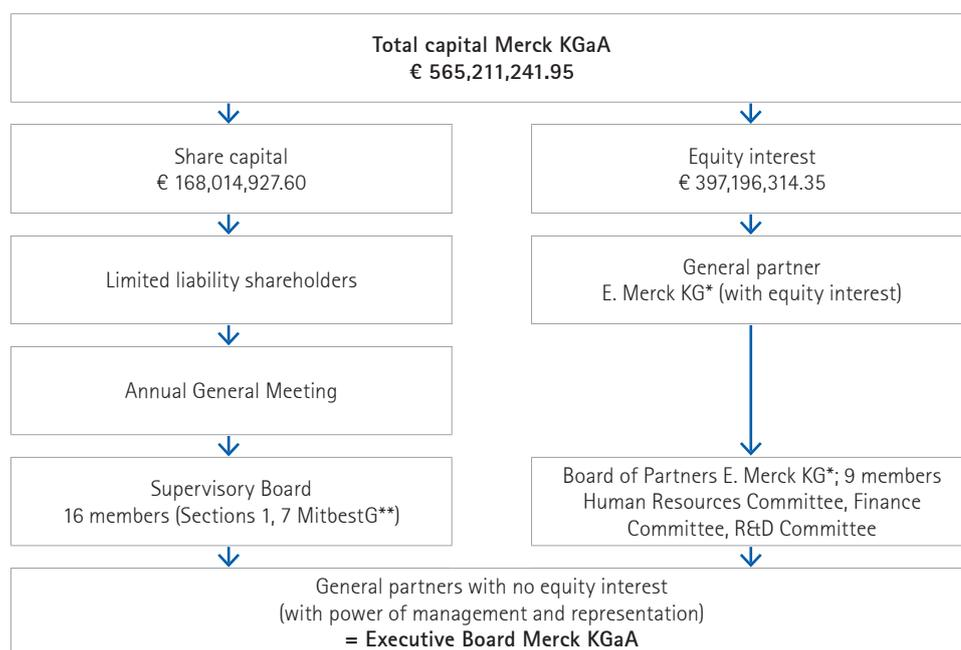 Total capital Merck KGaA
€ 565,211,241.95
Share capital
€ 168,014,927.60
Equity interest
€ 397,196,314.35
Limited liability shareholders
General partner
E. Merck KG* (with equity interest)
Annual General Meeting
Supervisory Board
16 members (Sections 1, 7 MitbestG**)
Board of Partners E. Merck KG*; 9 members
Human Resources Committee, Finance
Committee, R&D Committee
General partners with no equity interest
(with power of management and representation)
= Executive Board Merck KGaA